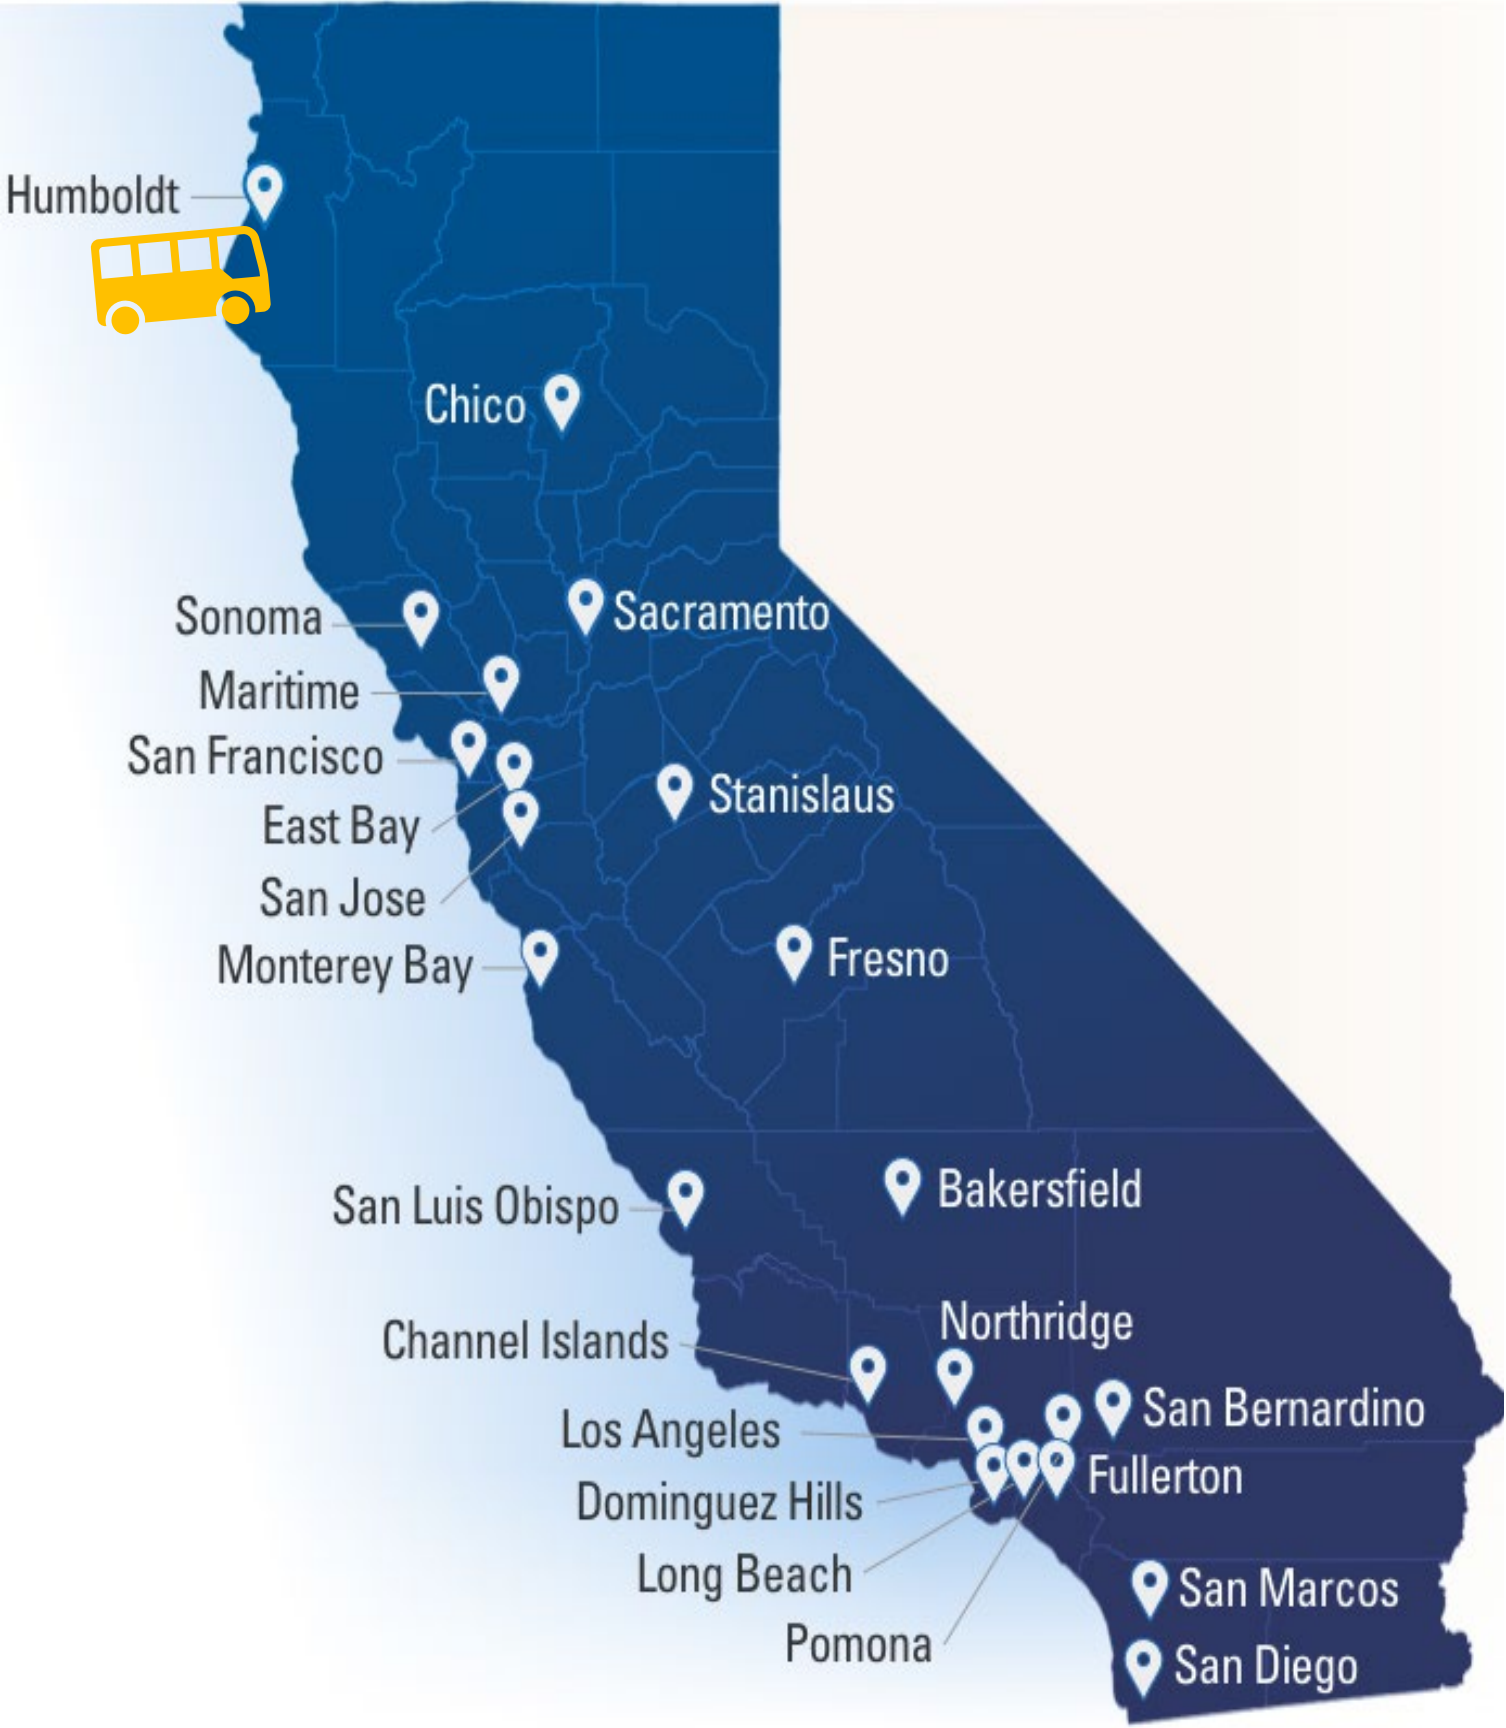 Humboldt
Chico
Sonoma
Sacramento
Maritime
San Francisco
Stanislaus
East Bay
San Jose
Monterey Bay
Fresno
San Luis Obispo
Bakersfield
Northridge
Channel Islands
San Bernardino
Los Angeles
Fullerton
Dominguez Hills
Long Beach
San Marcos
Pomona
San Diego